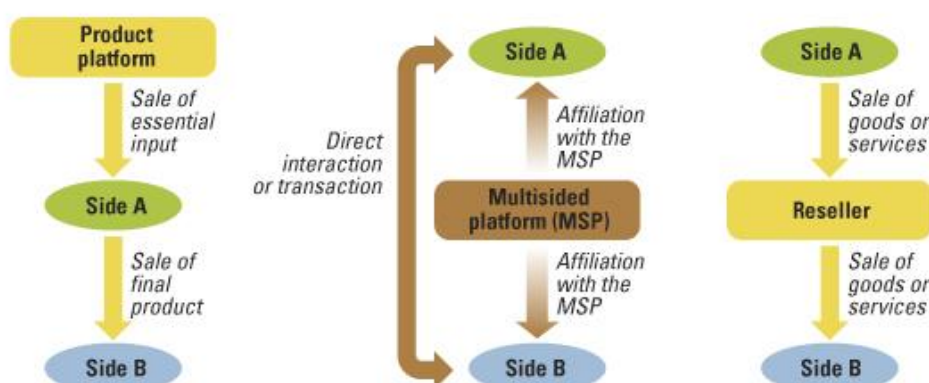 Product
platform
Sale of
essential
input
Side A
Sale of
final
product
Side B
Direct
interaction
or transaction
Side A
Affiliation
with the
MSP
Multisided
platform (MSP)
Affiliation
with the
MSP
Side B
Side A
Sale of
goods or
services
Reseller
Sale of
goods or
services
Side B